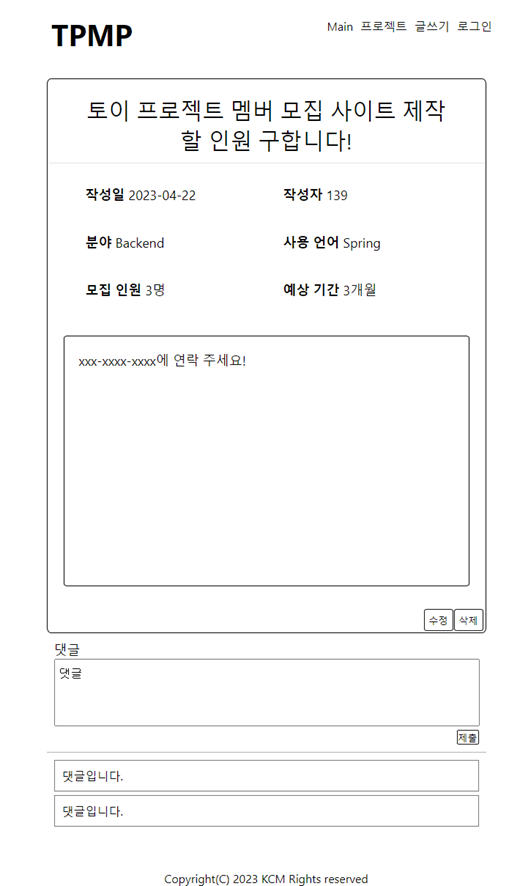 TPMP
Main 프로젝트 글쓰기 로그인
토이 프로젝트 멤버 모집 사이트 제작
할 인원 구합니다!
작성일 2023-04-22 작성자 139
분야 Backend 사용 언어 Spring
모집 인원 3명 예상 기간 3개월
xxx-xxxx-xxxx에 연락 주세요!
수정 삭제
댓글
댓글
제출
댓글입니다.
댓글입니다.
Copyright(C) 2023 KCM Rights reserved